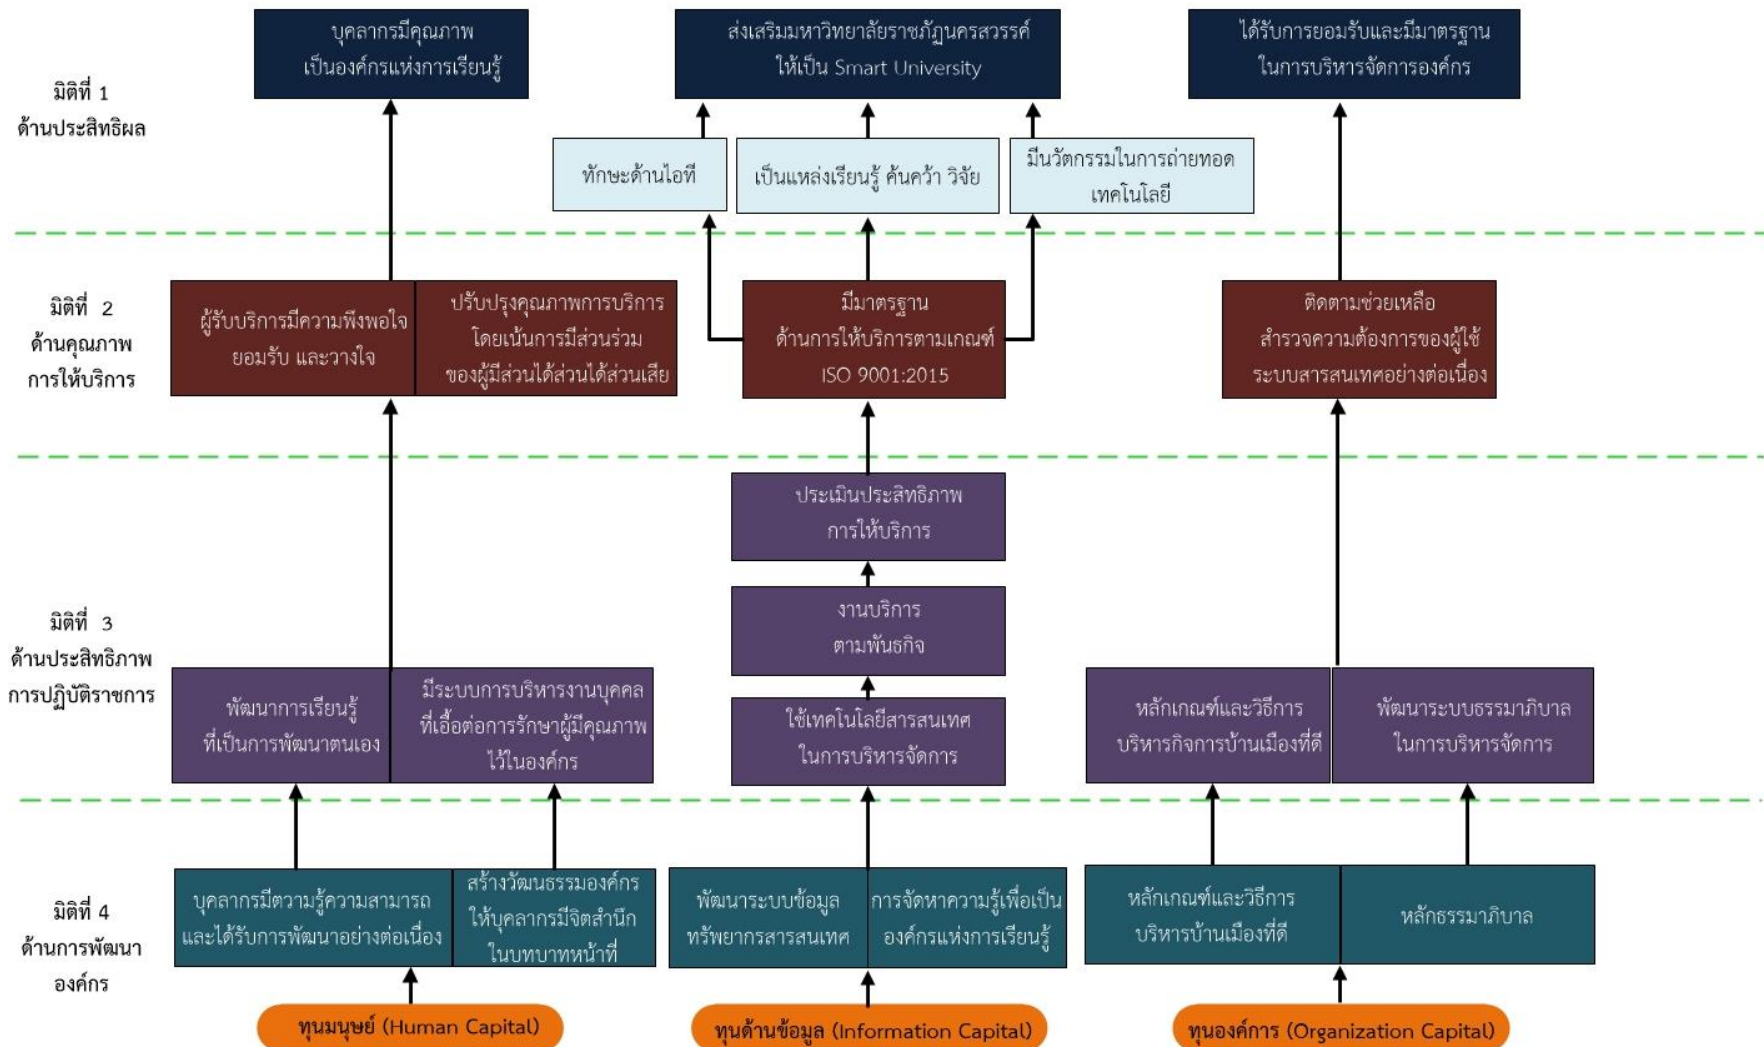 บุคลากรมีคุณภาพ
เป็นองค์กรแห่งการเรียนรู้
ส่งเสริมมหาวิทยาลัยราชภัฏนครสวรรค์
ให้เป็น Smart University
ได้รับการยอมรับและมีมาตรฐาน
ในการบริหารจัดการองค์กร
มิติที่ 1
ด้านประสิทธิผล
ทักษะด้านไอที
เป็นแหล่งเรียนรู้ ค้นคว้า วิจัย
มีนวัตกรรมในการถ่ายทอด
เทคโนโลยี
มิติที่ 2
ด้านคุณภาพ
การให้บริการ
ผู้รับบริการมีความพึงพอใจ
ยอมรับ และวางใจ
ปรับปรุงคุณภาพการบริการ
โดยเน้นการมีส่วนร่วม
ของผู้มีส่วนได้ส่วนได้ส่วนเสีย
มีมาตรฐาน
ด้านการให้บริการตามเกณฑ์
ISO 9001:2015
ติดตามช่วยเหลือ
สำรวจความต้องการของผู้ใช้
ระบบสารสนเทศอย่างต่อเนื่อง
มิติที่ 3
ด้านประสิทธิภาพ
การปฏิบัติราชการ
ประเมินประสิทธิภาพ
การให้บริการ
งานบริการ
ตามพันธกิจ
พัฒนาการเรียนรู้
ที่เป็นการพัฒนาตนเอง
มีระบบการบริหารงานบุคคล
ที่เอื้อต่อการรักษาผู้มีคุณภาพ
ไว้ในองค์กร
ใช้เทคโนโลยีสารสนเทศ
ในการบริหารจัดการ
หลักเกณฑ์และวิธีการ
บริหารกิจการบ้านเมืองที่ดี
พัฒนาระบบธรรมาภิบาล
ในการบริหารจัดการ
มิติที่ 4
ด้านการพัฒนา
องค์กร
บุคลากรมีตวามรู้ความสามารถ
และได้รับการพัฒนาอย่างต่อเนื่อง
สร้างวัฒนธรรมองค์กร
ให้บุคลากรมีจิตสำนึก
ในบทบาทหน้าที่
พัฒนาระบบข้อมูล
ทรัพยากรสารสนเทศ
การจัดหาความรู้เพื่อเป็น
องค์กรแห่งการเรียนรู้
หลักเกณฑ์และวิธีการ
บริหารบ้านเมืองที่ดี
หลักธรรมาภิบาล
ทุนมนุษย์ (Human Capital)
ทุนด้านข้อมูล (Information Capital)
ทุนองค์การ (Organization Capital)